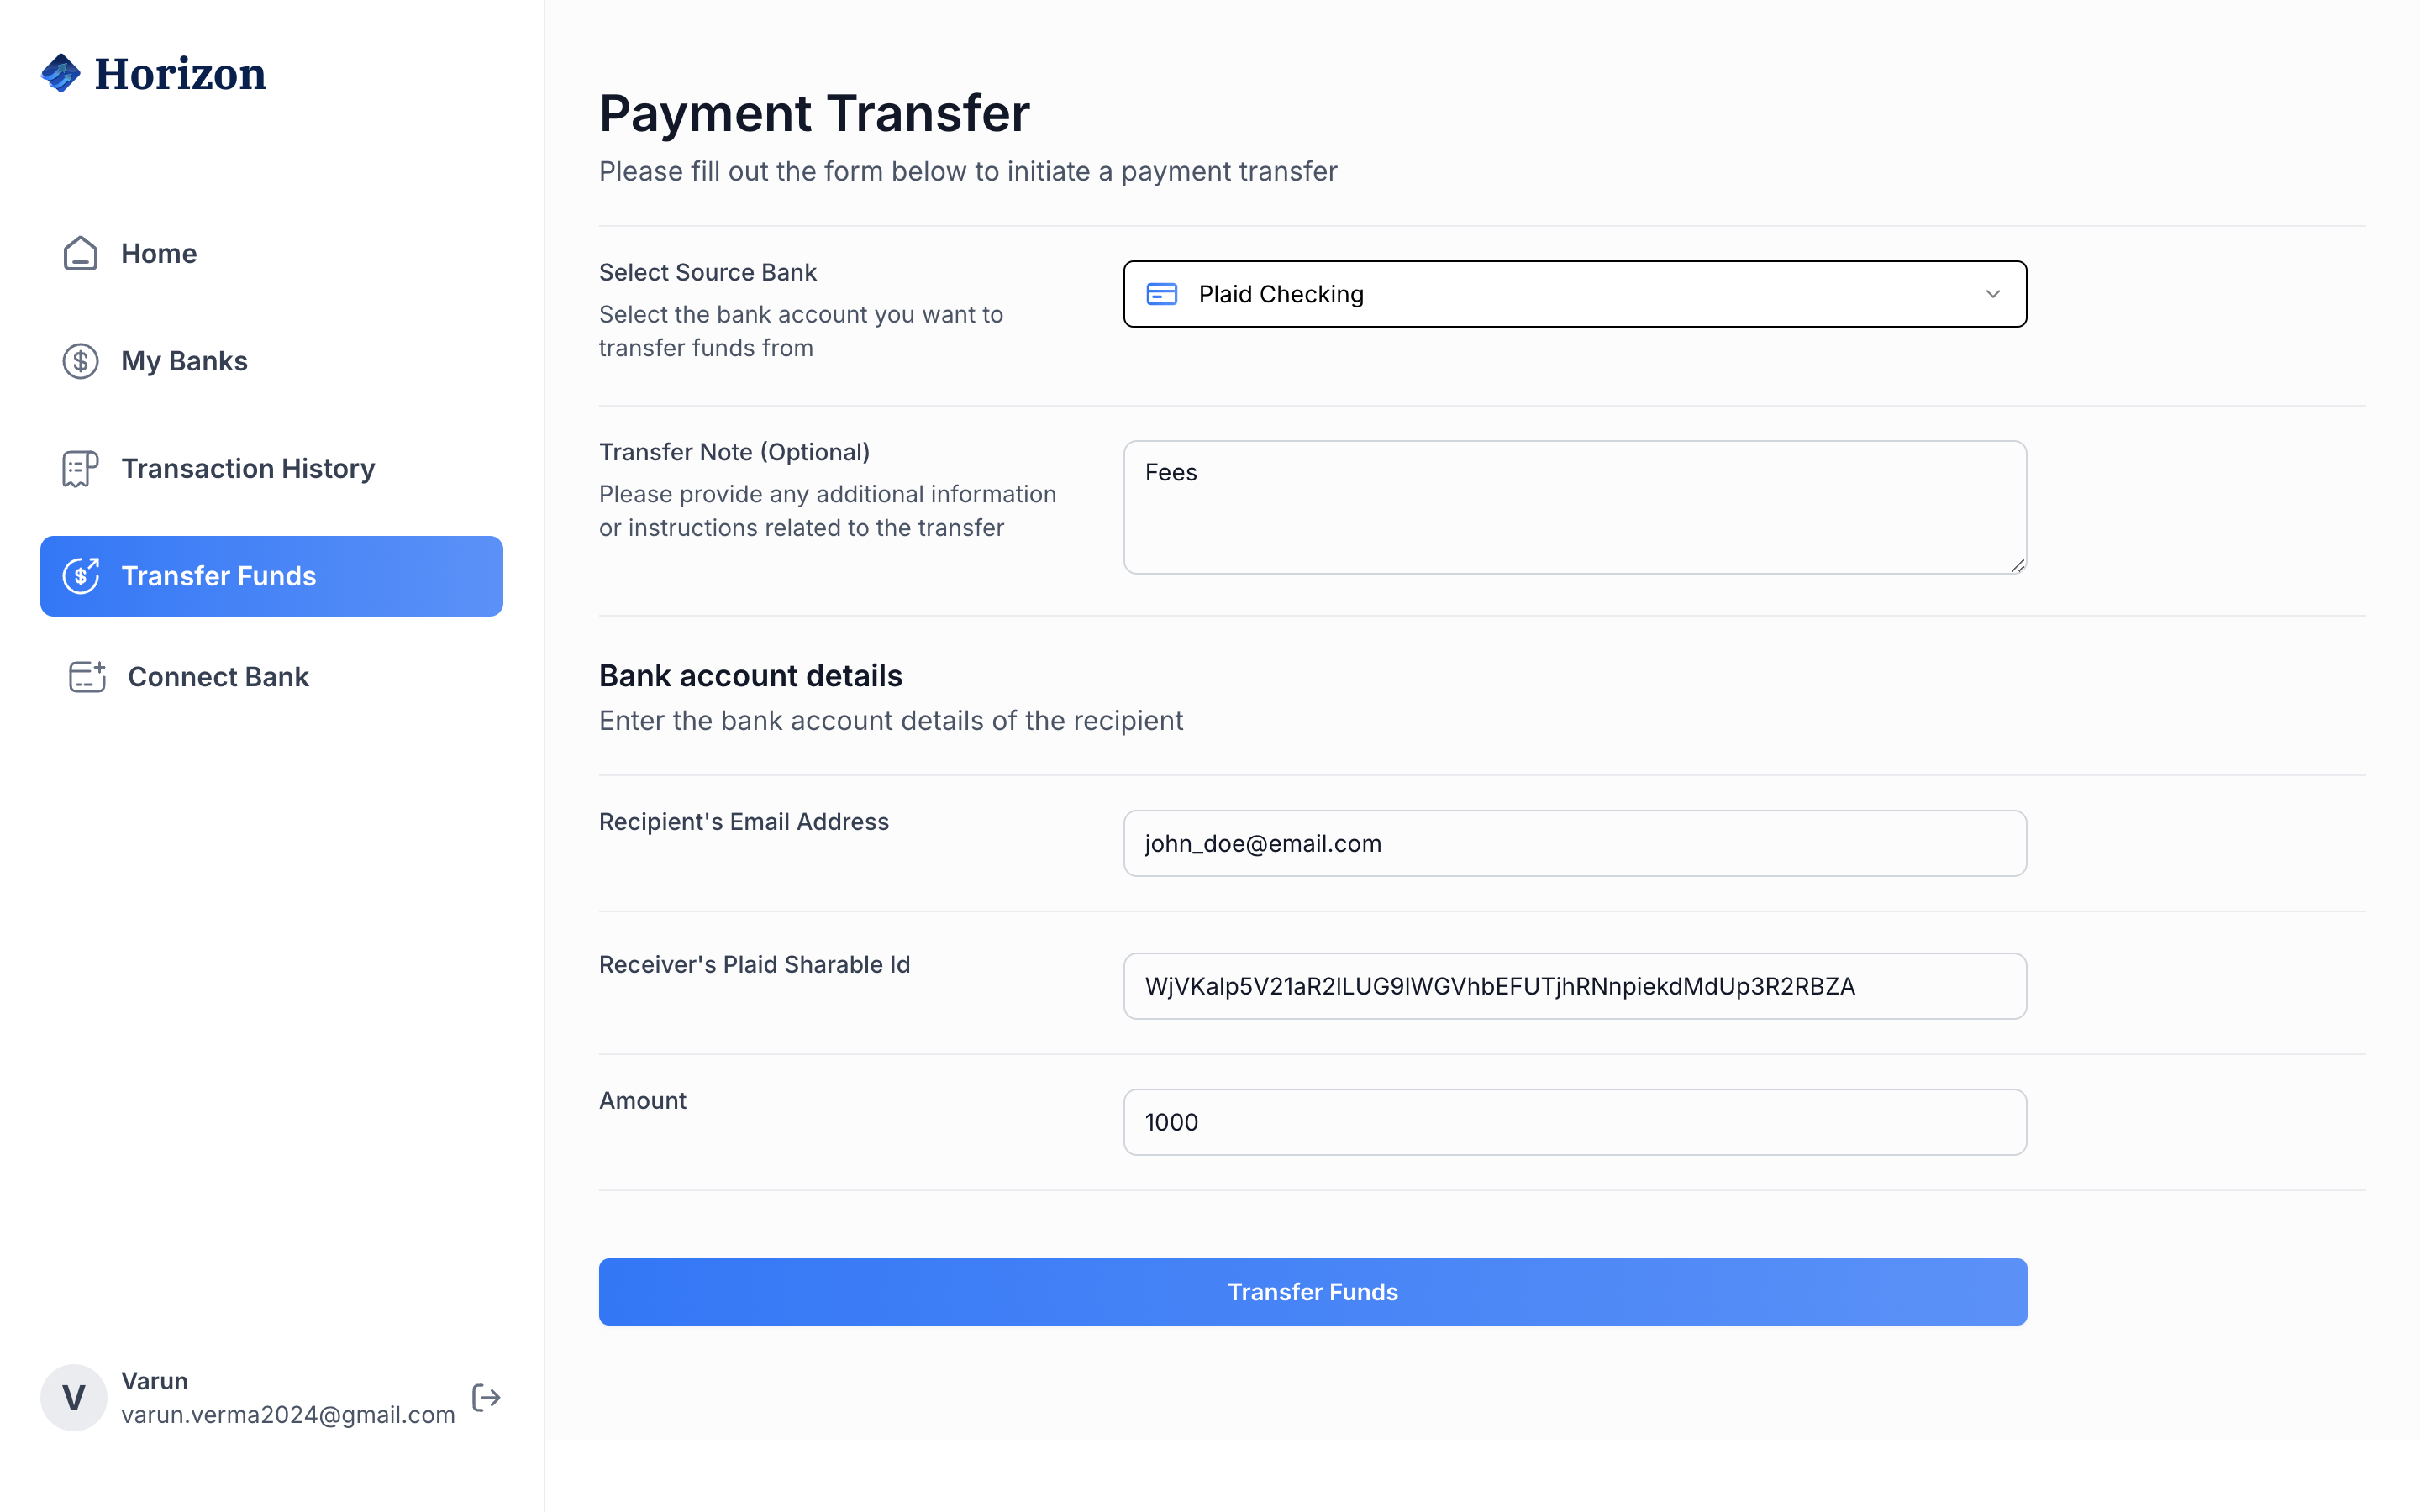 Horizon
Home
My Banks
Transaction History
Transfer Funds
Connect Bank
V
Varun
varun.verma2024@gmail.com
Payment Transfer
Please fill out the form below to initiate a payment transfer
Select Source Bank
Select the bank account you want to
transfer funds from
Plaid Checking
Transfer Note (Optional)
Please provide any additional information
or instructions related to the transfer
Fees
Bank account details
Enter the bank account details of the recipient
Recipient's Email Address
john_doe@email.com
Receiver's Plaid Sharable Id
WjVKalp5V21aR2lLUG9lWGVhbEFUTjhRNnpiekdMdUp3R2RBZA
Amount
1000
Transfer Funds